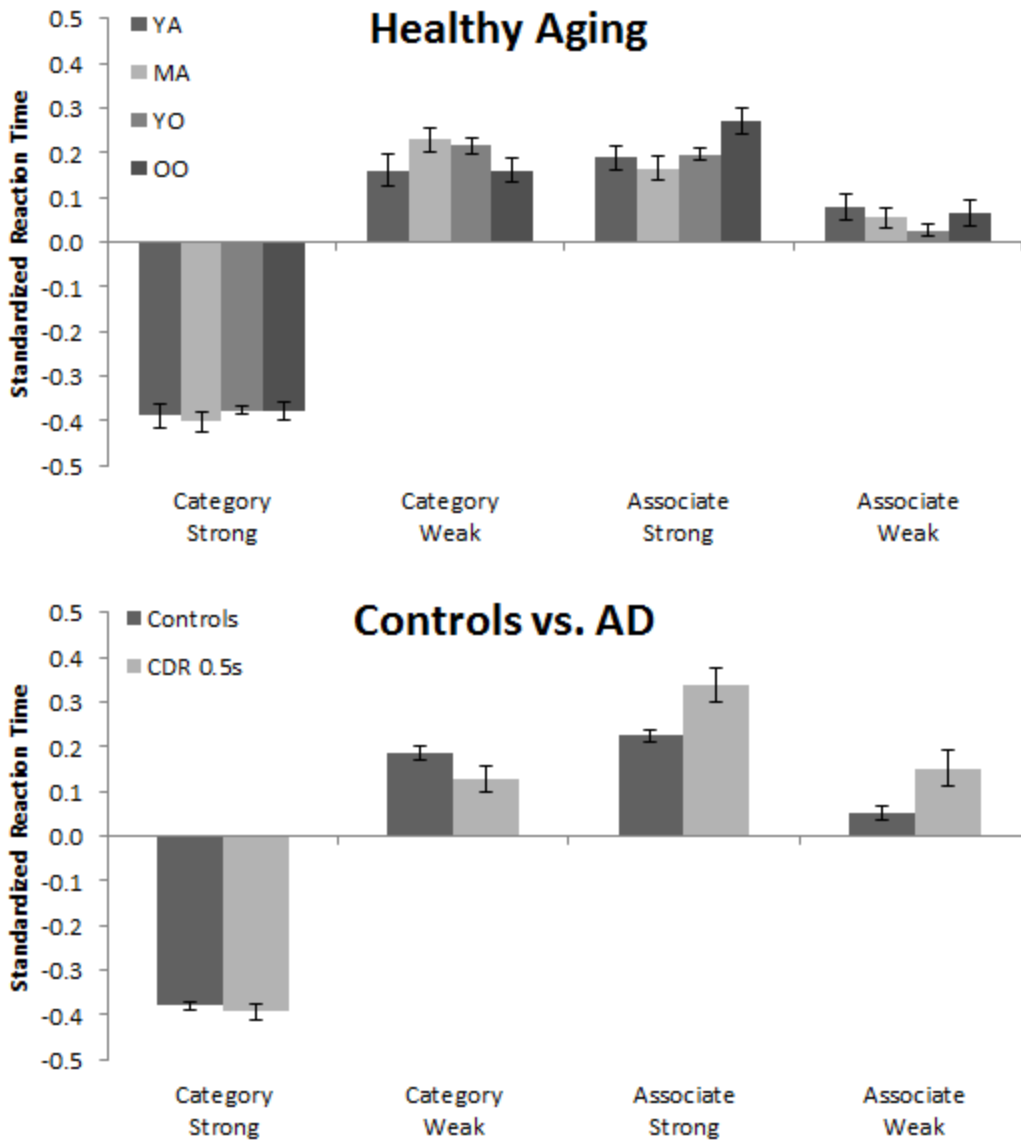 Healthy Aging
YA
MA
YO
OO
Standardized Reaction Time
0.5
0.4
0.3
0.2
0.1
0.0
-0.1
-0.2
-0.3
-0.4
-0.5
Category Strong
Category Weak
Associate Strong
Associate Weak
Controls vs. AD
Controls
CDR 0.5s
Standardized Reaction Time
0.5
0.4
0.3
0.2
0.1
0.0
-0.1
-0.2
-0.3
-0.4
-0.5
Category Strong
Category Weak
Associate Strong
Associate Weak